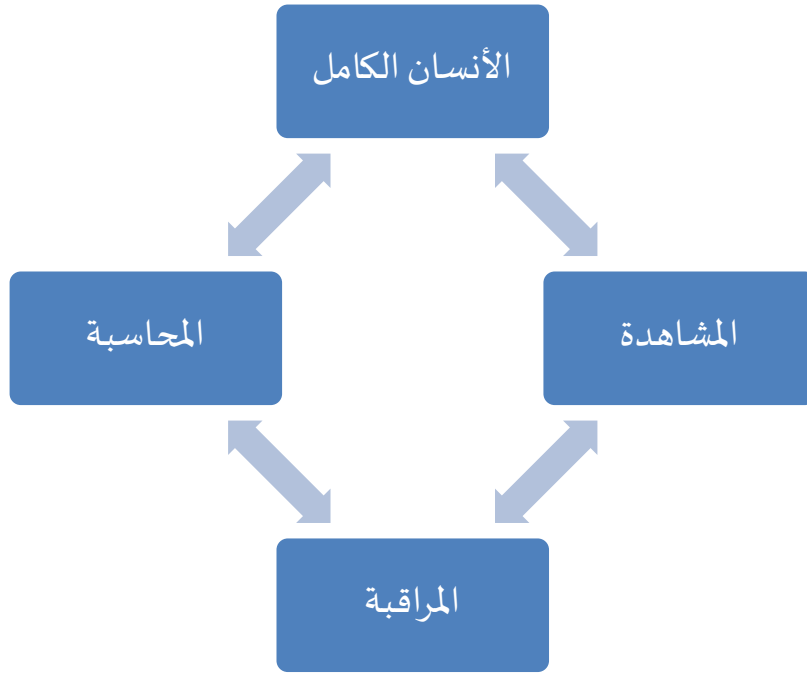 الأنسان الكامل
المشاهدة
المراقبة
المحاسبة